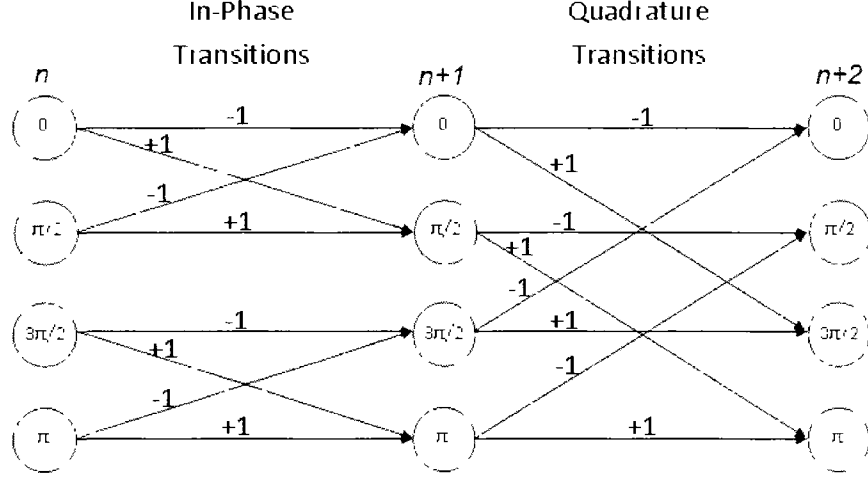 In-Phase
Transitions
Quadrature
Transitions
n
n+1
n+2
0
-1
0
-1
0
+1
+1
-1
π/2
+1
π/2
-1
π/2
+1
-1
3π/2
-1
3π/2
+1
3π/2
+1
-1
-1
π
+1
π
+1
π